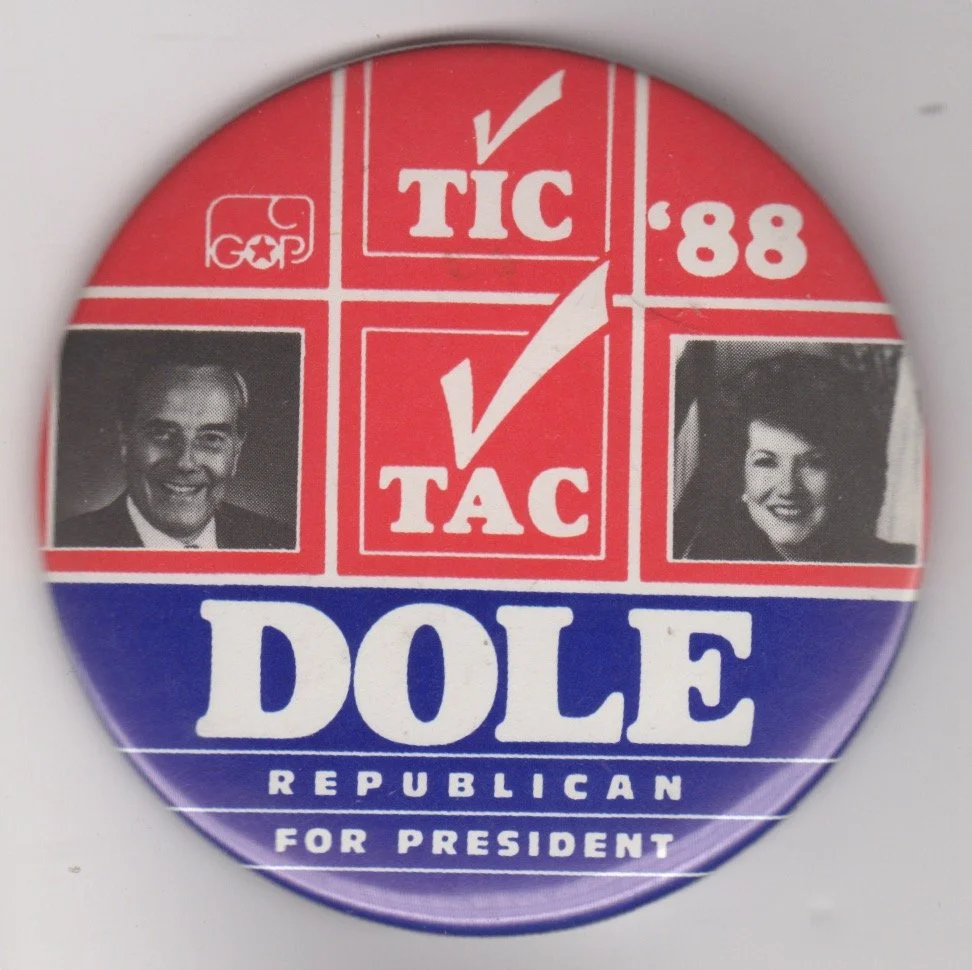 TIC
GOP
'88
TAC
DOLE
REPUBLICAN
FOR PRESIDENT